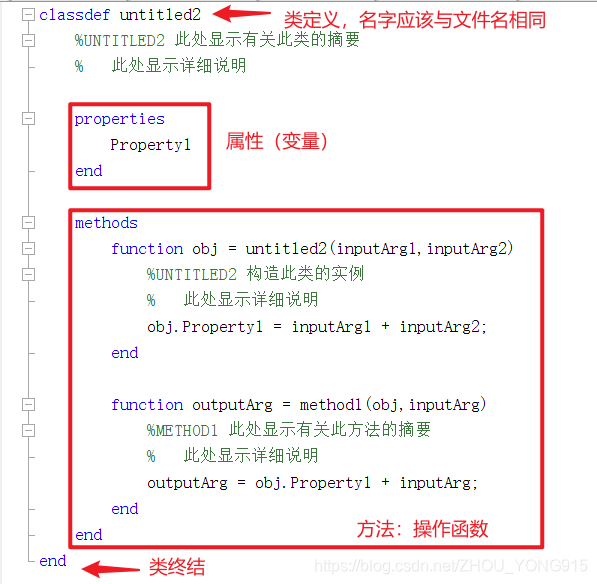 classdef untitled2
类定义，名字应该与文件名相同
%UNTITLED2 此处显示有关此类的摘要
% 此处显示详细说明
properties
Property1
属性（变量）
end
methods
function obj = untitled2(inputArg1,inputArg2)
%UNTITLED2 构造此类的实例
% 此处显示详细说明
obj.Property1 = inputArg1 + inputArg2;
end
function outputArg = method1(obj,inputArg)
%METHOD1 此处显示有关此方法的摘要
% 此处显示详细说明
outputArg = obj.Property1 + inputArg;
end
end
方法：操作函数
end
类终结
https://blog.csdn.net/ZHOU_YONG915